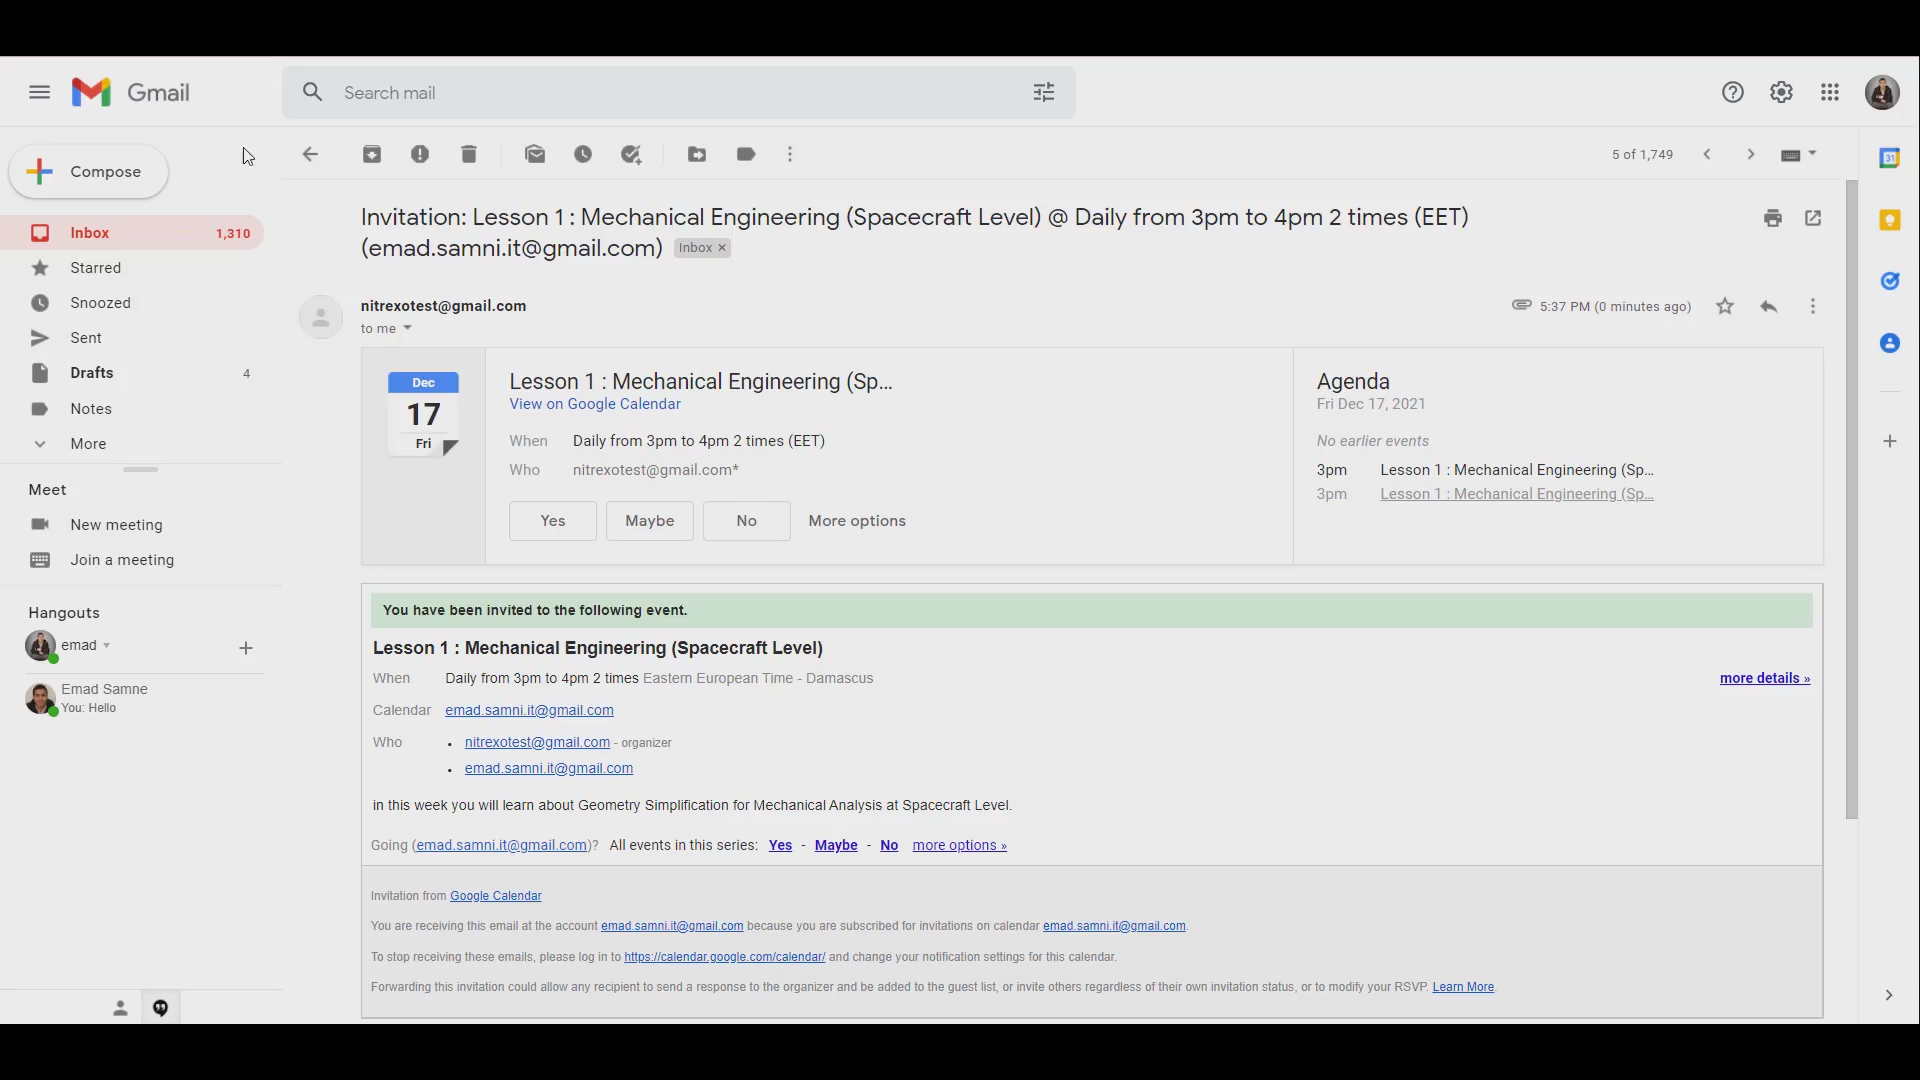 Gmail
Search mail
Compose
5 of 1,749
31
Inbox 1,310
Starred
Snoozed
Sent
Drafts 4
Notes
More
Meet
New meeting
Join a meeting
Hangouts
emad
Emad Samne
You: Hello
Invitation: Lesson 1 : Mechanical Engineering (Spacecraft Level) @ Daily from 3pm to 4pm 2 times (EET)
(emad.samni.it@gmail.com) Inbox ×
nitrexotest@gmail.com
5:37 PM (0 minutes ago)
to me
Dec
17
Fri
Lesson 1 : Mechanical Engineering (Sp...
View on Google Calendar
When Daily from 3pm to 4pm 2 times (EET)
Who nitrexotest@gmail.com*
Yes Maybe No More options
Agenda
Fri Dec 17, 2021
No earlier events
3pm Lesson 1 : Mechanical Engineering (Sp...
3pm Lesson 1 : Mechanical Engineering (Sp...
You have been invited to the following event.
Lesson 1 : Mechanical Engineering (Spacecraft Level)
When Daily from 3pm to 4pm 2 times Eastern European Time - Damascus
more details »
Calendar emad.samni.it@gmail.com
Who • nitrexotest@gmail.com - organizer
• emad.samni.it@gmail.com
in this week you will learn about Geometry Simplification for Mechanical Analysis at Spacecraft Level.
Going (emad.samni.it@gmail.com)? All events in this series: Yes - Maybe - No more options »
Invitation from Google Calendar
You are receiving this email at the account emad.samni.it@gmail.com because you are subscribed for invitations on calendar emad.samni.it@gmail.com.
To stop receiving these emails, please log in to https://calendar.google.com/calendar/ and change your notification settings for this calendar.
Forwarding this invitation could allow any recipient to send a response to the organizer and be added to the guest list, or invite others regardless of their own invitation status, or to modify your RSVP. Learn More.